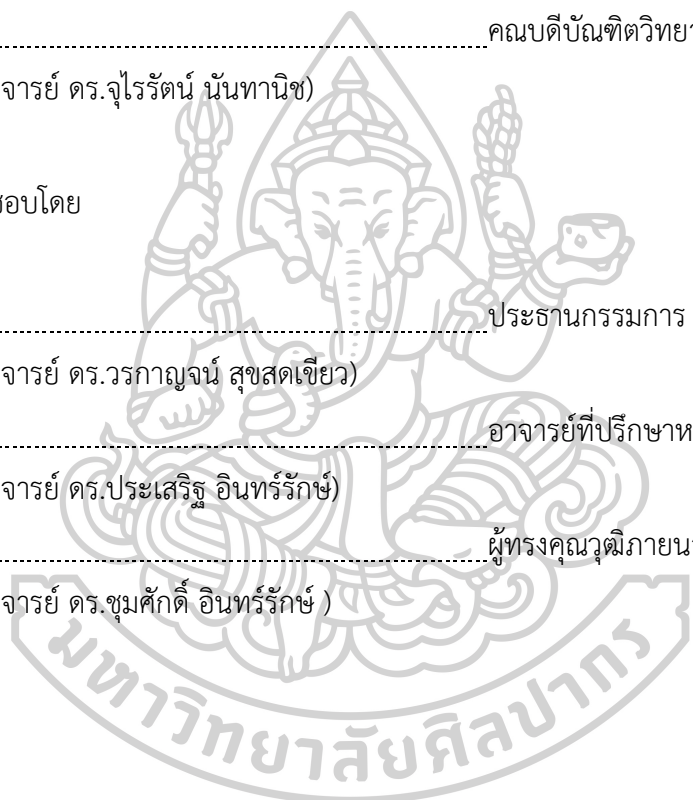 คณบดีบัณฑิตวิทยา
จารย์ ดร.จุไรรัตน์ นันทานิช)
สอบโดย
ประธานกรรมการ
จารย์ ดร.วรกาญจน์ สุขสดเขียว)
อาจารย์ที่ปรึกษาห
จารย์ ดร.ประเสริฐ อินทร์รักษ์)
ผู้ทรงคุณวุฒิภายน
จารย์ ดร.ชุมศักดิ์ อินทร์รักษ์ )
มหาวิทยาลัยศิลปากร